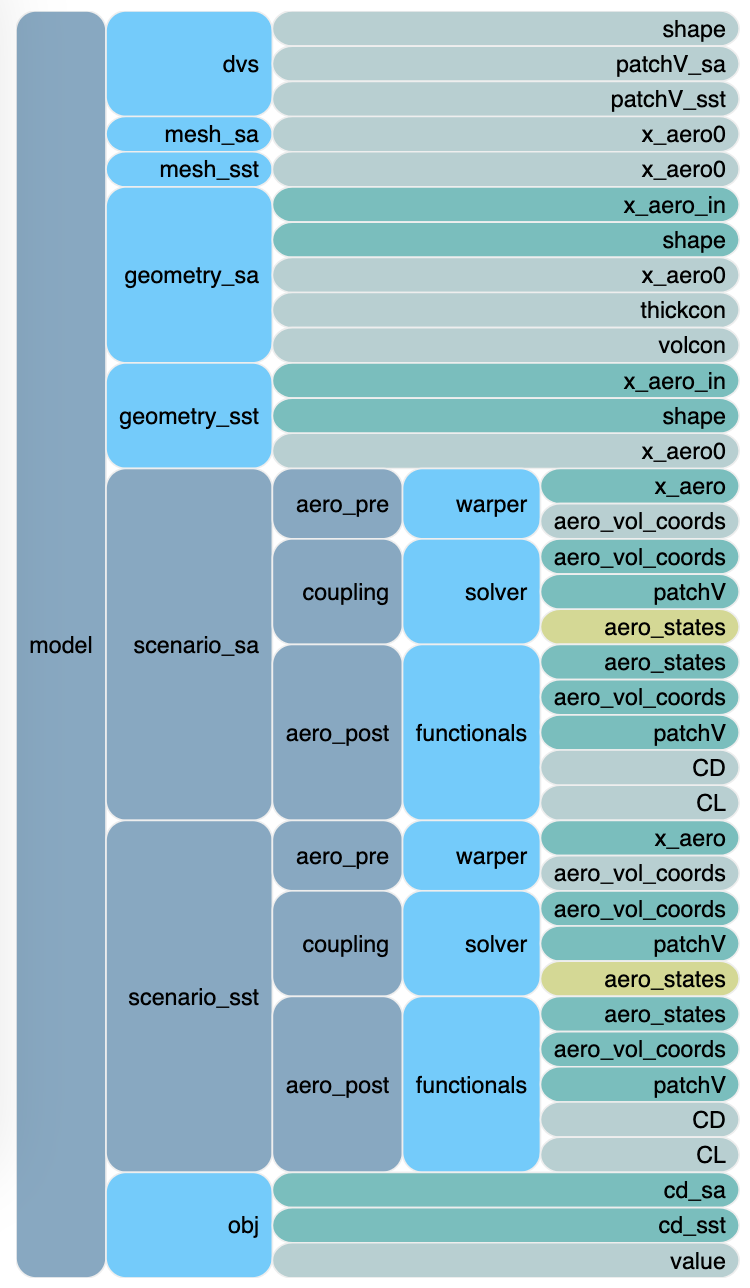 model
dvs
shape
patchV_sa
patchV_sst
mesh_sa
x_aero0
mesh_sst
x_aero0
geometry_sa
x_aero_in
shape
x_aero0
thickcon
volcon
geometry_sst
x_aero_in
shape
x_aero0
scenario_sa
aero_pre
warper
x_aero
aero_vol_coords
coupling
solver
aero_vol_coords
patchV
aero_states
aero_post
functionals
aero_states
aero_vol_coords
patchV
CD
CL
scenario_sst
aero_pre
warper
x_aero
aero_vol_coords
coupling
solver
aero_vol_coords
patchV
aero_states
aero_post
functionals
aero_states
aero_vol_coords
patchV
CD
CL
obj
cd_sa
cd_sst
value